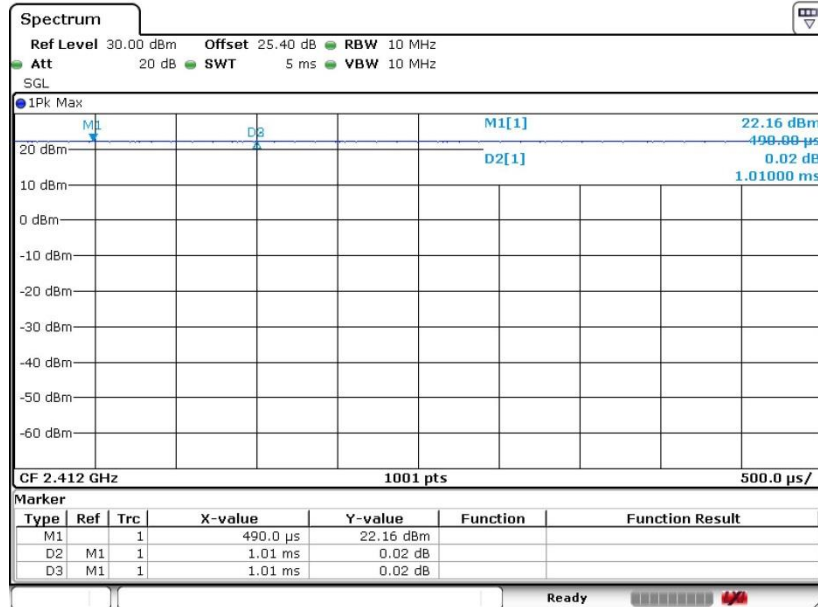 Spectrum
Ref Level 30.00 dBm Offset 25.40 dB RBW 10 MHz
Att 20 dB SWT 5 ms VBW 10 MHz
SGL
1Pk Max
M1 D3 M1[1] 22.16 dBm
490.00 µs
20 dBm D2[1] 0.02 dB
10 dBm 1.01000 ms
0 dBm
-10 dBm
-20 dBm
-30 dBm
-40 dBm
-50 dBm
-60 dBm
CF 2.412 GHz 1001 pts 500.0 µs/
Marker
Type Ref Trc X-value Y-value Function Function Result
M1 1 490.0 µs 22.16 dBm
D2 M1 1 1.01 ms 0.02 dB
D3 M1 1 1.01 ms 0.02 dB
Ready